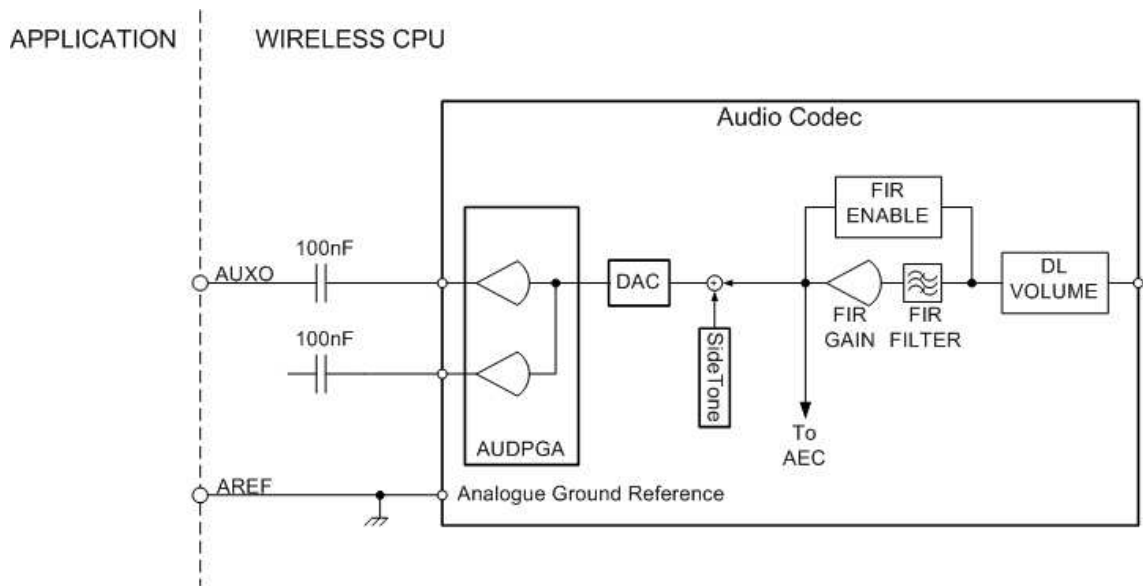 APPLICATION
WIRELESS CPU
Audio Codec
FIR
ENABLE
100nF
AUXO
DAC
+
DL
VOLUME
FIR
GAIN
FIR
FILTER
100nF
SideTone
AUDPGA
To
AEC
AREF
Analogue Ground Reference